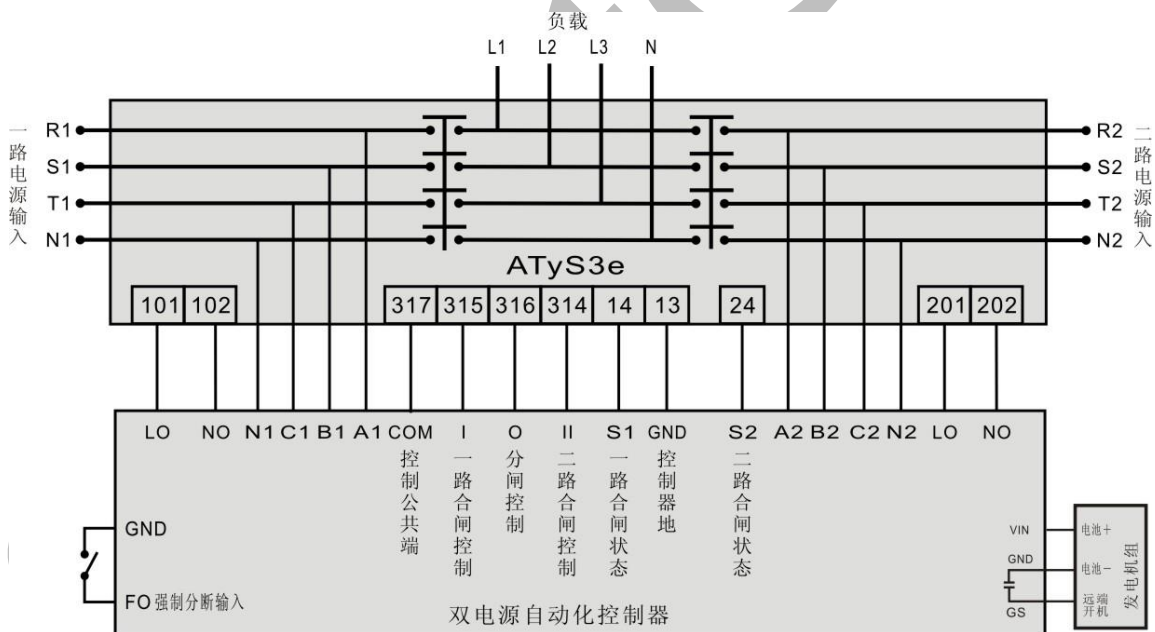 负载
L1 L2 L3 N
一路电源输入
R1
S1
T1
N1
R2
S2
T2
N2
二路电源输入
ATyS3e
101 102 317 315 316 314 14 13 24 201 202
LO NO N1 C1 B1 A1 COM I O II S1 GND S2 A2 B2 C2 N2 LO NO
控制公共端
一路合闸控制
分闸控制
二路合闸控制
一路合闸状态
控制器地
二路合闸状态
GND
FO 强制分断输入
双电源自动化控制器
VIN
GND
GS
电池+
电池-
远端开机
发电机组